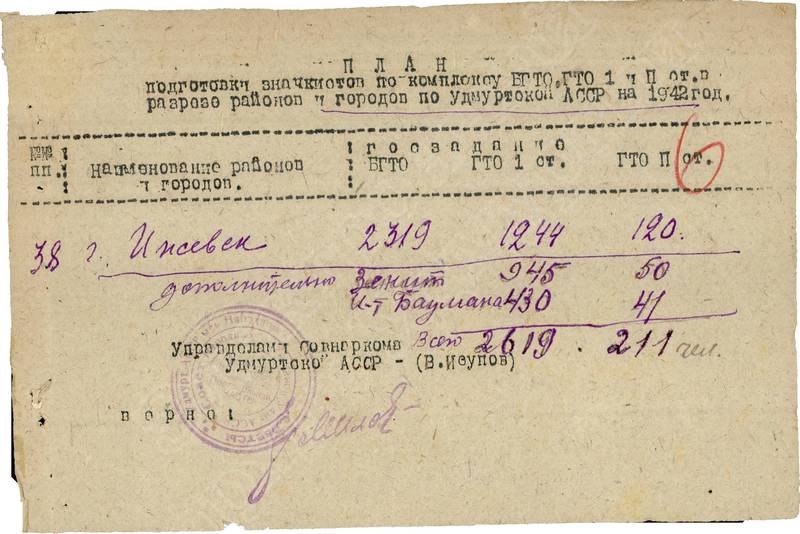 П Л А Н
подготовки значкистов по комплексу БГТО, ГТО 1 и П ст. в
разрезе районов и городов по Удмуртской АССР на 1942 год.
6
№№ пп.
Наименование районов и городов.
г о с з а д а н и е
БГТО ГТО 1 ст. ГТО П ст.
38 г. Ижевск 2319 1244 120.
дополнительно Зенит 945 50
И-т Баумана 430 41
Всего 2619. 211 чел.
Управделами совнаркома
Удмуртской АССР - (В.Исупов)
в е р н о :